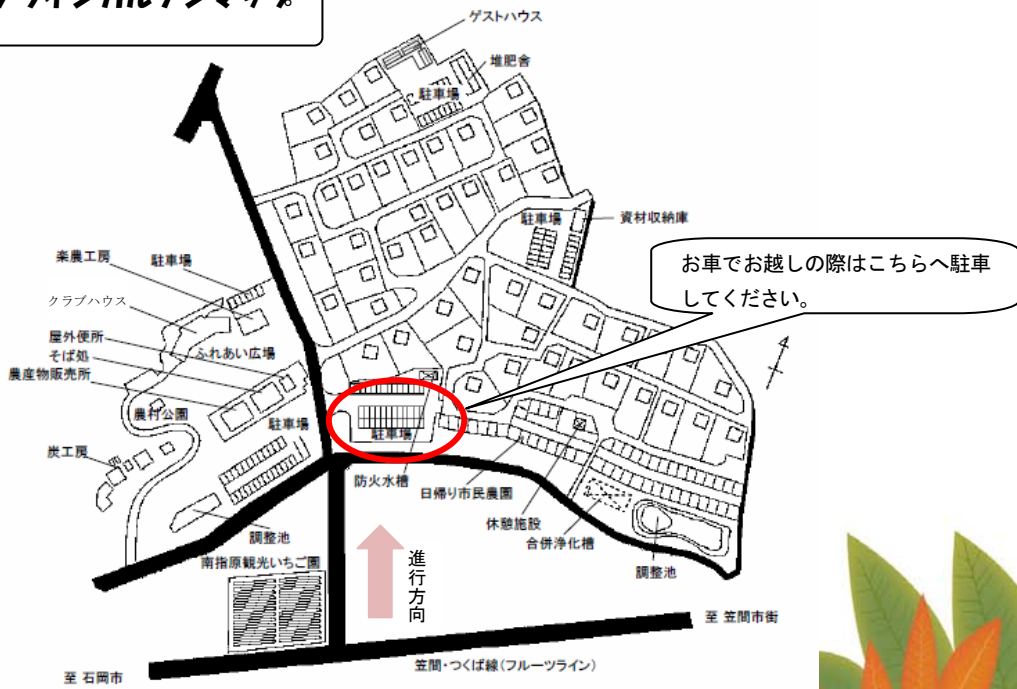 ゲストハウス
堆肥舎
駐車場
駐車場
資材収納庫
お車でお越しの際はこちらへ駐車
してください。
楽農工房
駐車場
クラブハウス
屋外便所
そば処
農産物販売所
ふれあい広場
農村公園
駐車場
炭工房
駐車場
防火水槽
日帰り市民農園
休憩施設
合併浄化槽
調整池
調整池
南指原観光いちご園
進行方向
4
至 笠間市街
笠間・つくば線(フルーツライン)
至 石岡市